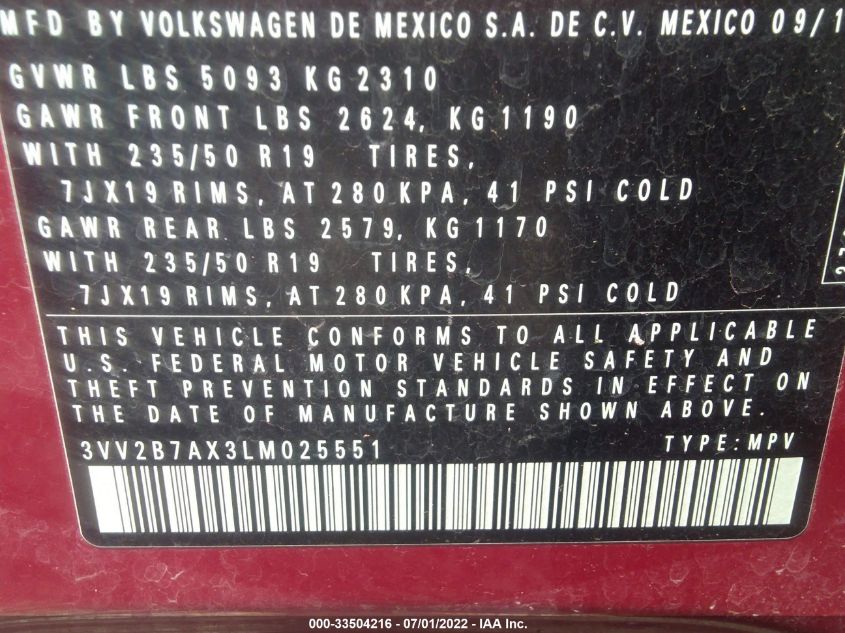 MFD BY VOLKSWAGEN DE MEXICO S.A. DE C.V. MEXICO 09/1
GVWR LBS 5093 KG 2310
GAWR FRONT LBS 2624, KG 1190
WITH 235/50 R19 TIRES,
7JX19 RIMS, AT 280 KPA, 41 PSI COLD
GAWR REAR LBS 2579, KG 1170
WITH 235/50 R19 TIRES,
7JX19 RIMS, AT 280 KPA, 41 PSI COLD
THIS VEHICLE CONFORMS TO ALL APPLICABLE
U.S. FEDERAL MOTOR VEHICLE SAFETY AND
THEFT PREVENTION STANDARDS IN EFFECT ON
THE DATE OF MANUFACTURE SHOWN ABOVE.
3VV2B7AX3LM025551 TYPE: MPV
000-33504216 - 07/01/2022 - IAA Inc.